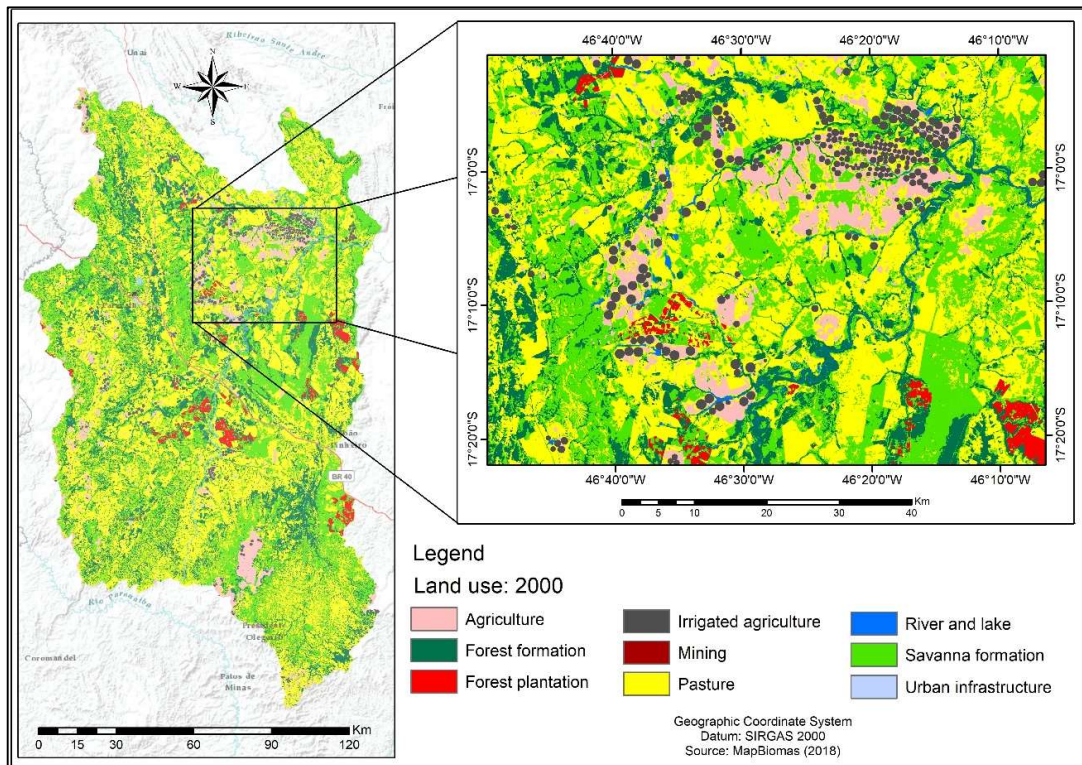 Unaí
Ribeirao Santo Andre
N
W
E
S
BR 40
Rio Paranaíba
Presidente
Olegario
Coromandel
Patos de
Minas
0 15 30 60 90 120 Km
46°40'0"W 46°30'0"W 46°20'0"W 46°10'0"W
17°0'0"S 17°0'0"S
17°10'0"S 17°10'0"S
17°20'0"S 17°20'0"S
46°40'0"W 46°30'0"W 46°20'0"W 46°10'0"W
Km
0 5 10 20 30 40
Legend
Land use: 2000
Agriculture Irrigated agriculture River and lake
Forest formation Mining Savanna formation
Forest plantation Pasture Urban infrastructure
Geographic Coordinate System
Datum: SIRGAS 2000
Source: MapBiomas (2018)